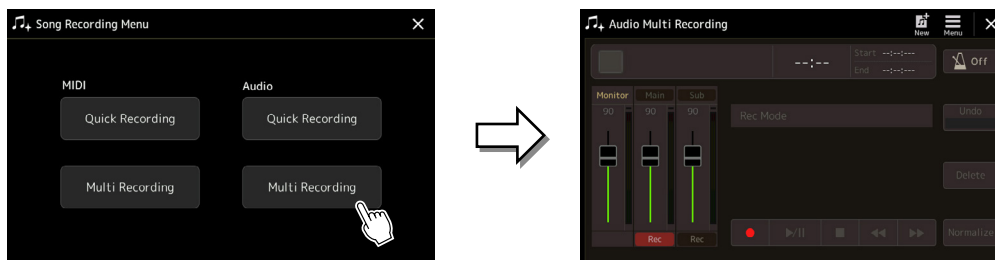 Song Recording Menu
MIDI
Audio
Quick Recording
Quick Recording
Multi Recording
Multi Recording
Audio Multi Recording
New
Menu
--:--
Start --:--:---
End --:--:---
Off
Monitor
Main
Sub
90
90
90
Rec Mode
Undo
Delete
Rec
Rec
Normalize